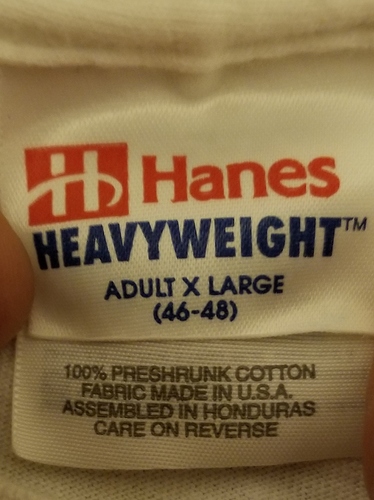 H Hanes
HEAVYWEIGHT™
ADULT X LARGE
(46-48)
100% PRESHRUNK COTTON
FABRIC MADE IN U.S.A.
ASSEMBLED IN HONDURAS
CARE ON REVERSE